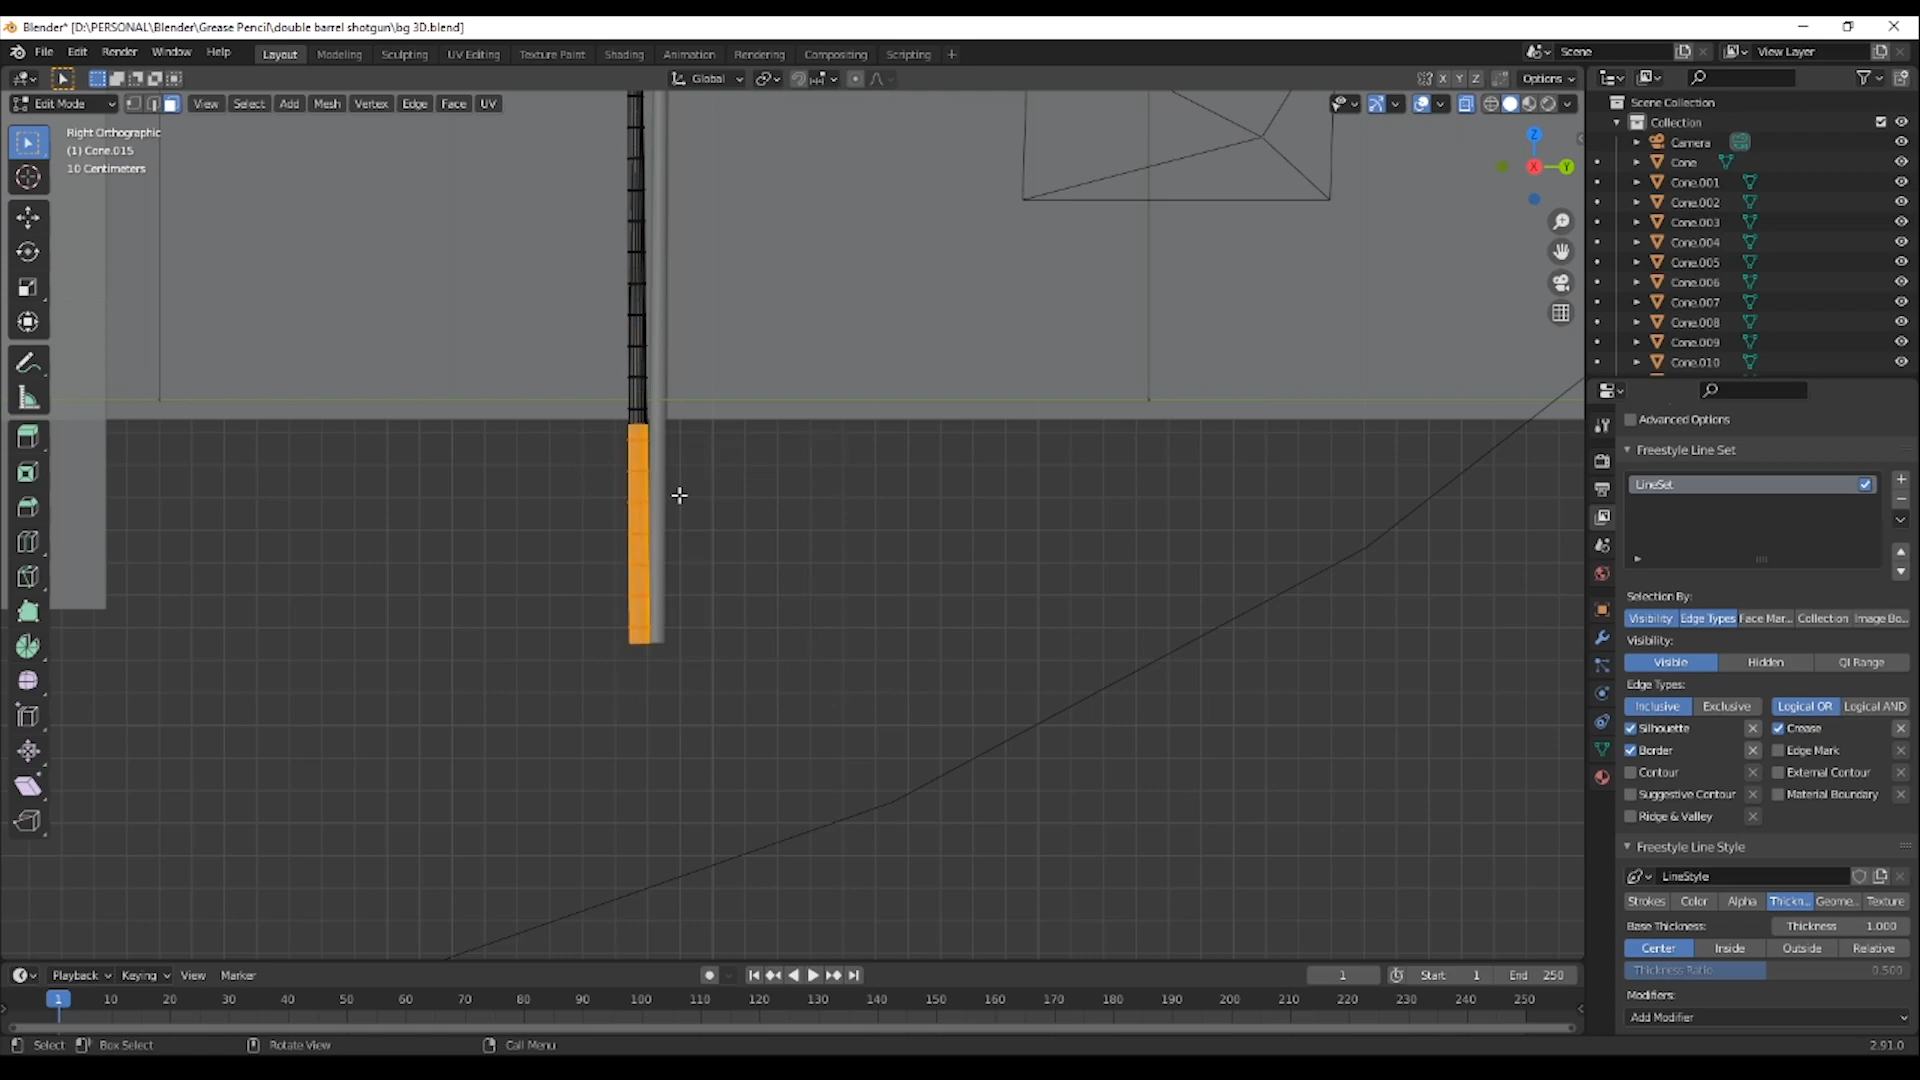 Blender* [D:\PERSONAL\Blender\Grease Pencil\double barrel shotgun\bg 3D.blend]
File Edit Render Window Help Layout Modeling Sculpting UV Editing Texture Paint Shading Animation Rendering Compositing Scripting + Scene View Layer
Global X Y Z Options
Edit Mode View Select Add Mesh Vertex Edge Face UV
Right Orthographic
(1) Cone.015
10 Centimeters
Z
X
Y
Scene Collection
Collection
Camera
Cone
Cone.001
Cone.002
Cone.003
Cone.004
Cone.005
Cone.006
Cone.007
Cone.008
Cone.009
Cone.010
Advanced Options
Freestyle Line Set
LineSet
Selection By:
Visibility Edge Types Face Mar... Collection Image Bo...
Visibility:
Visible Hidden QI Range
Edge Types:
Inclusive Exclusive Logical OR Logical AND
Silhouette Crease
Border Edge Mark
Contour External Contour
Suggestive Contour Material Boundary
Ridge & Valley
Freestyle Line Style
LineStyle
Strokes Color Alpha Thickn... Geome... Texture
Base Thickness: Thickness 1.000
Center Inside Outside Relative
Thickness Ratio 0.500
Modifiers:
Add Modifier
Playback Keying View Marker 1 Start 1 End 250
1 10 20 30 40 50 60 70 80 90 100 110 120 130 140 150 160 170 180 190 200 210 220 230 240 250
Select Box Select Rotate View Call Menu 2.91.0